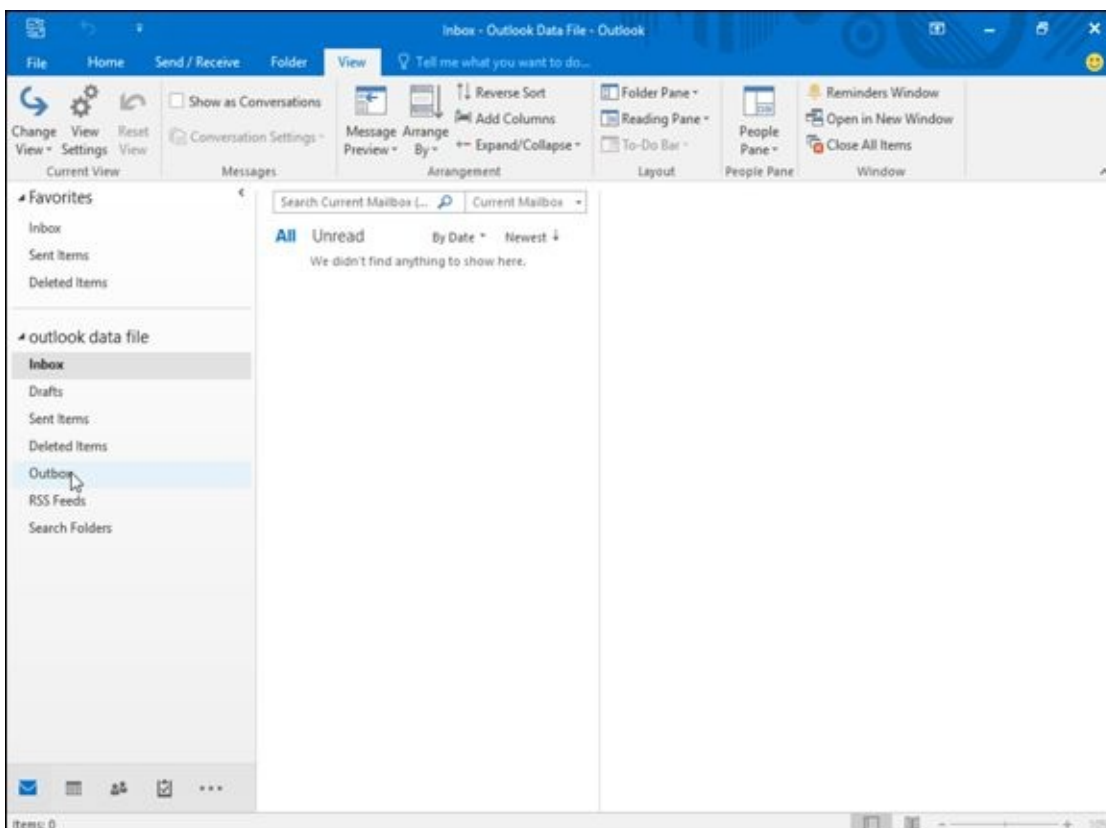 Inbox - Outlook Data File - Outlook
File Home Send / Receive Folder View Tell me what you want to do...
Change View View Settings Reset View
Current View
Show as Conversations
Conversation Settings
Messages
Message Preview Arrange By
Reverse Sort
Add Columns
Expand/Collapse
Arrangement
Folder Pane
Reading Pane
To-Do Bar
Layout
People Pane
People Pane
Reminders Window
Open in New Window
Close All Items
Window
Favorites
Inbox
Sent Items
Deleted Items
outlook data file
Inbox
Drafts
Sent Items
Deleted Items
Outbox
RSS Feeds
Search Folders
Search Current Mailbox (... Current Mailbox
All Unread By Date Newest
We didn't find anything to show here.
Items: 0